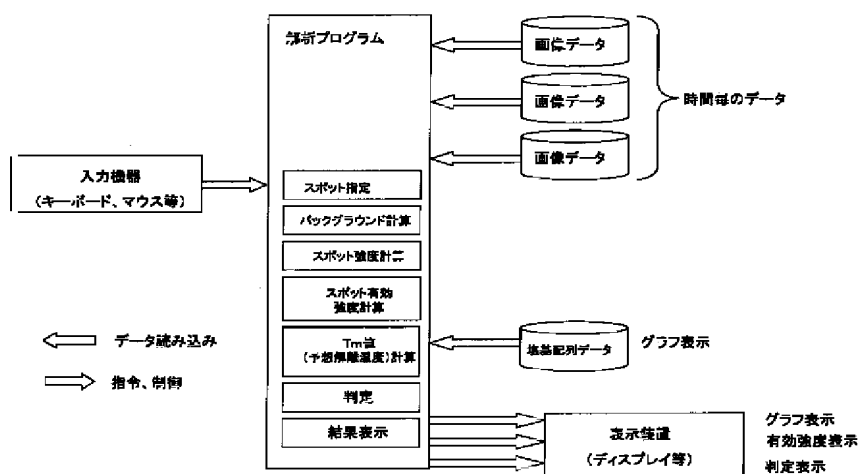 解析プログラム
画像データ
画像データ
画像データ
時間毎のデータ
入力機器
(キーボード、マウス等)
スポット指定
バックグラウンド計算
スポット強度計算
スポット有効
強度計算
Tm値
(予想解離温度)計算
判定
結果表示
塩基配列データ
グラフ表示
データ読み込み
指令、制御
表示装置
(ディスプレイ等)
グラフ表示
有効強度表示
判定表示